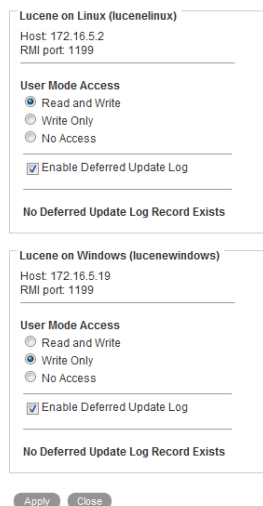 Lucene on Linux (lucenelinux)
Host: 172.16.5.2
RMI port: 1199
User Mode Access
Read and Write
Write Only
No Access
Enable Deferred Update Log
No Deferred Update Log Record Exists
Lucene on Windows (lucenewindows)
Host: 172.16.5.19
RMI port: 1199
User Mode Access
Read and Write
Write Only
No Access
Enable Deferred Update Log
No Deferred Update Log Record Exists
Apply Close